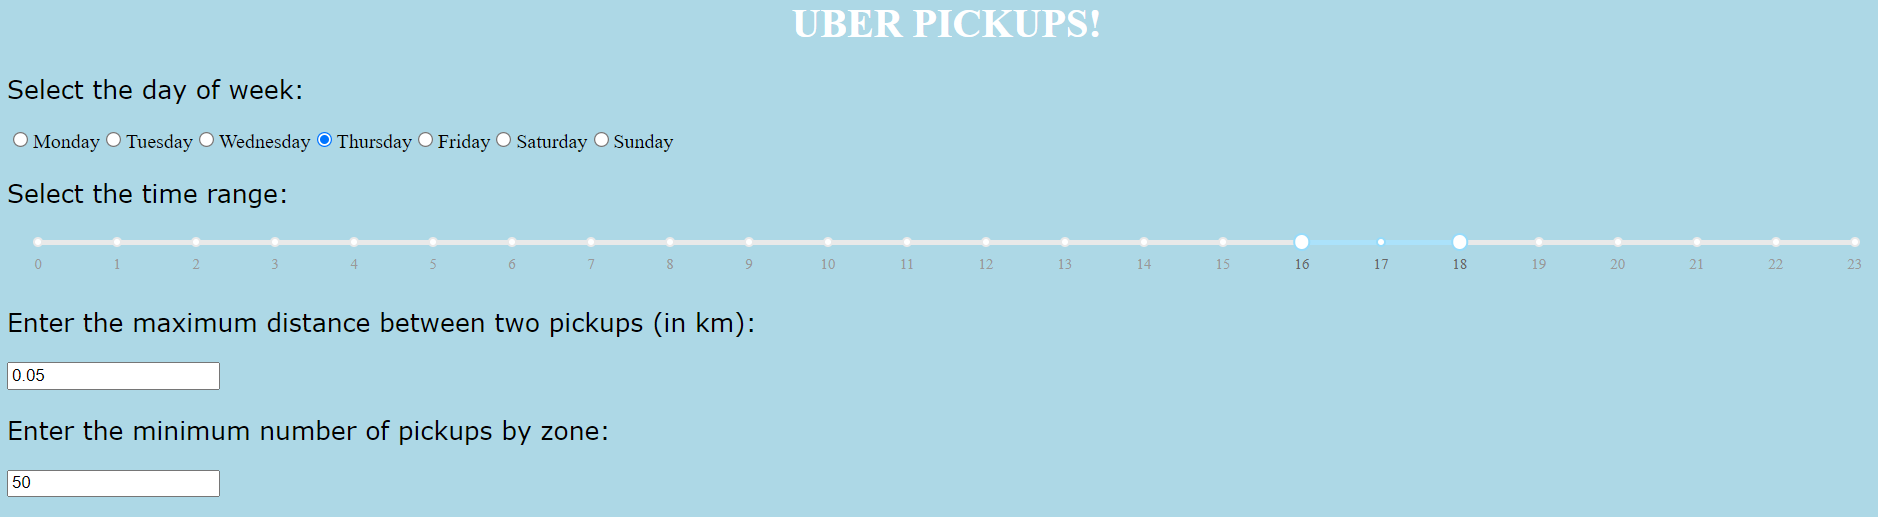 UBER PICKUPS!
Select the day of week:
Monday Tuesday Wednesday Thursday Friday Saturday Sunday
Select the time range:
0 1 2 3 4 5 6 7 8 9 10 11 12 13 14 15 16 17 18 19 20 21 22 23
Enter the maximum distance between two pickups (in km):
0.05
Enter the minimum number of pickups by zone:
50